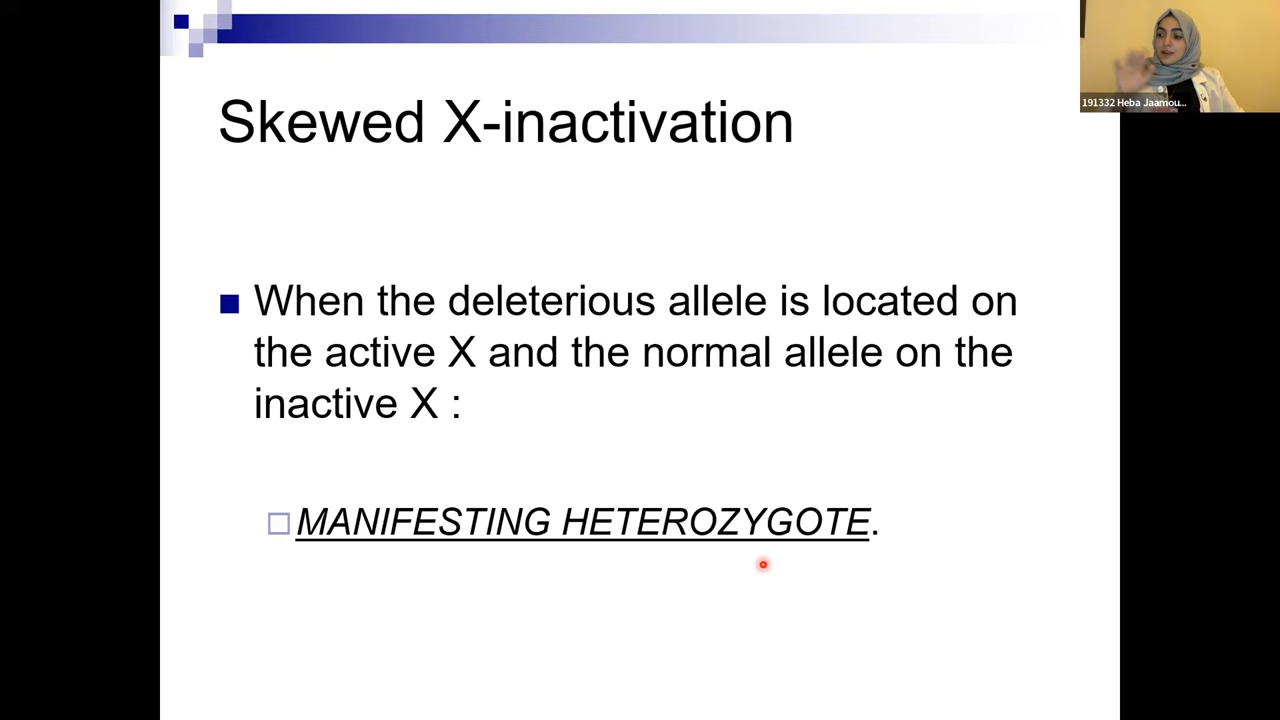 191332 Heba Jaamou...
Skewed X-inactivation
When the deleterious allele is located on
the active X and the normal allele on the
inactive X :
MANIFESTING HETEROZYGOTE.